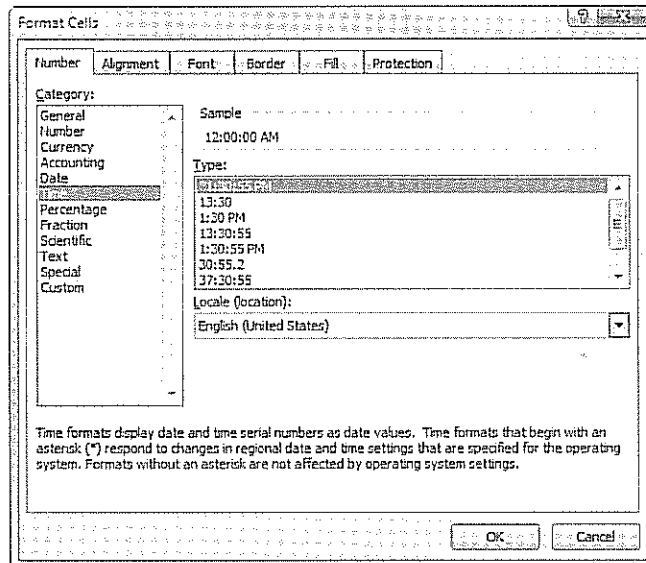 Format Cells
Number Alignment Font Border Fill Protection
Category:
General
Number
Currency
Accounting
Date
Percentage
Fraction
Scientific
Text
Special
Custom
Sample
12:00:00 AM
Type:
*1:30:55 PM
13:30
1:30 PM
13:30:55
1:30:55 PM
30:55.2
37:30:55
Locale (location):
English (United States)
Time formats display date and time serial numbers as date values. Time formats that begin with an
asterisk (*) respond to changes in regional date and time settings that are specified for the operating
system. Formats without an asterisk are not affected by operating system settings.
OK Cancel